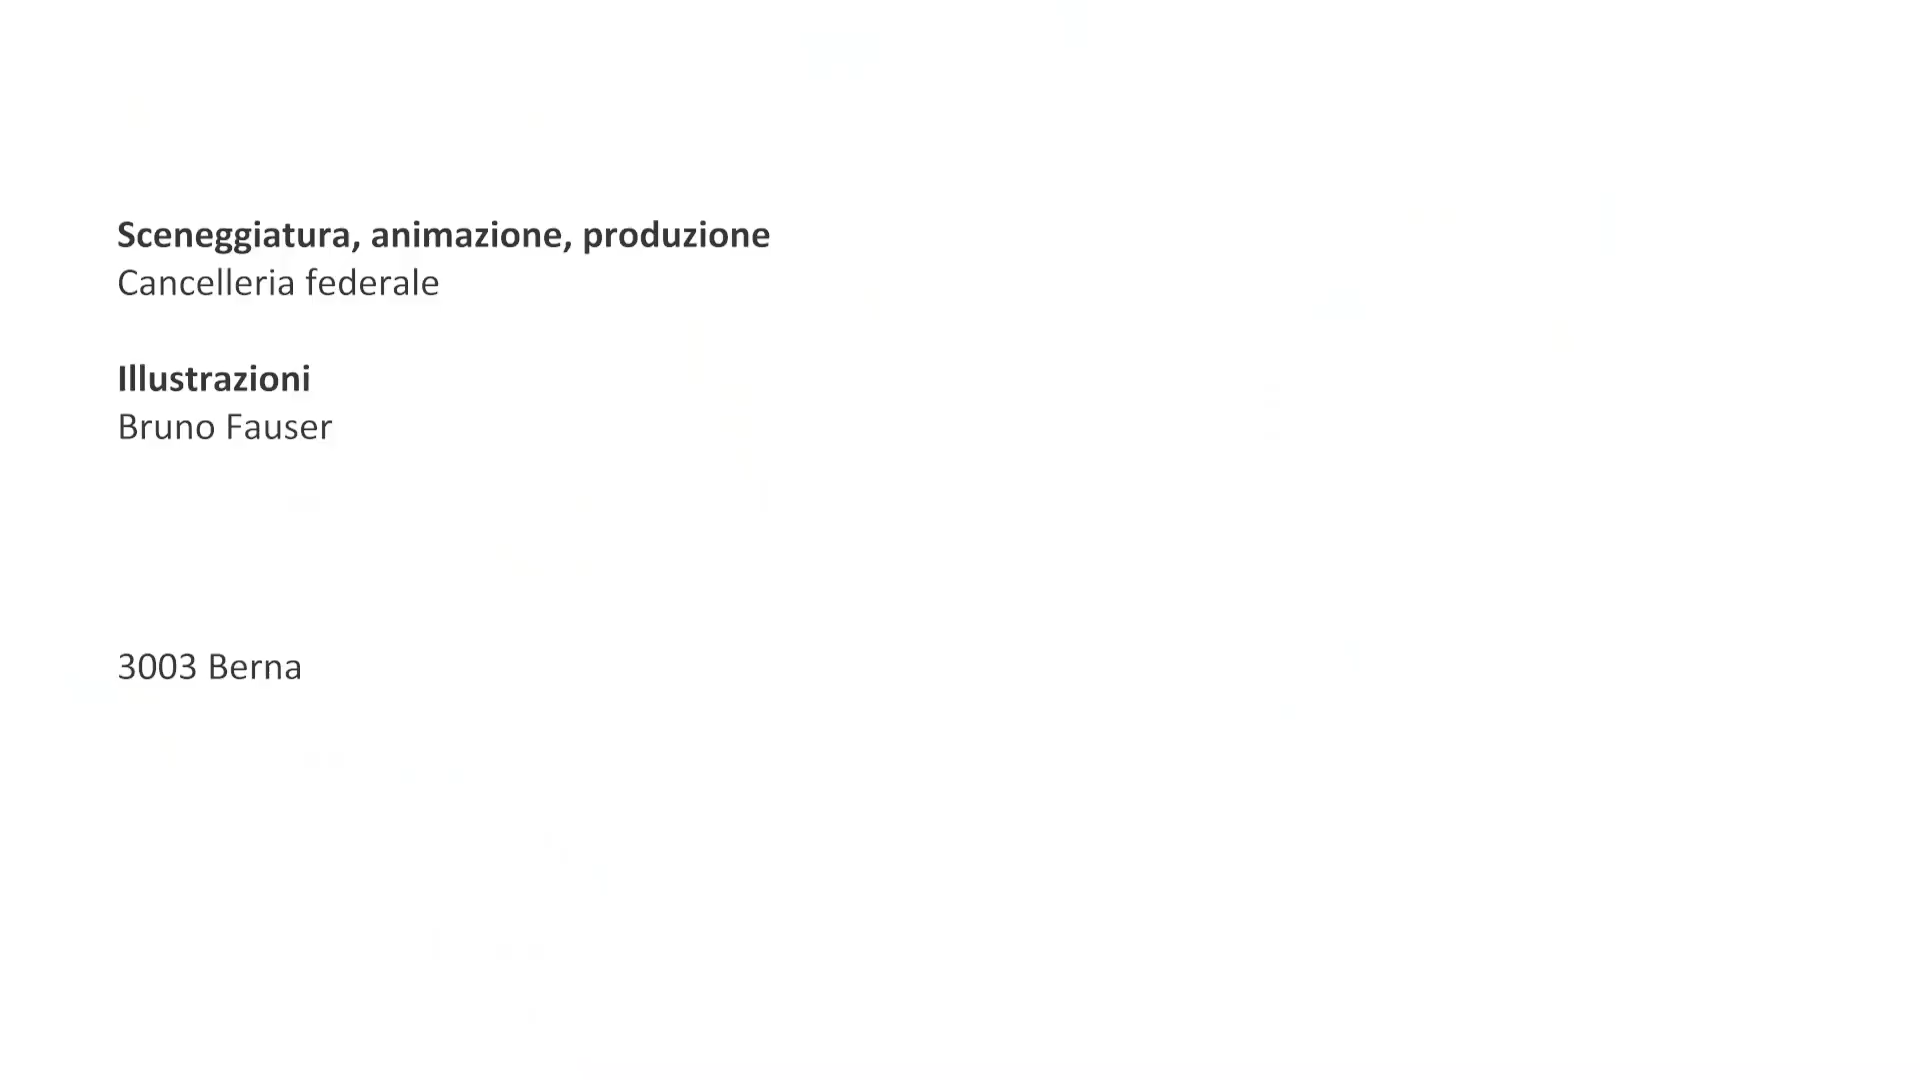 Sceneggiatura, animazione, produzione
Cancelleria federale
Illustrazioni
Bruno Fauser
3003 Berna